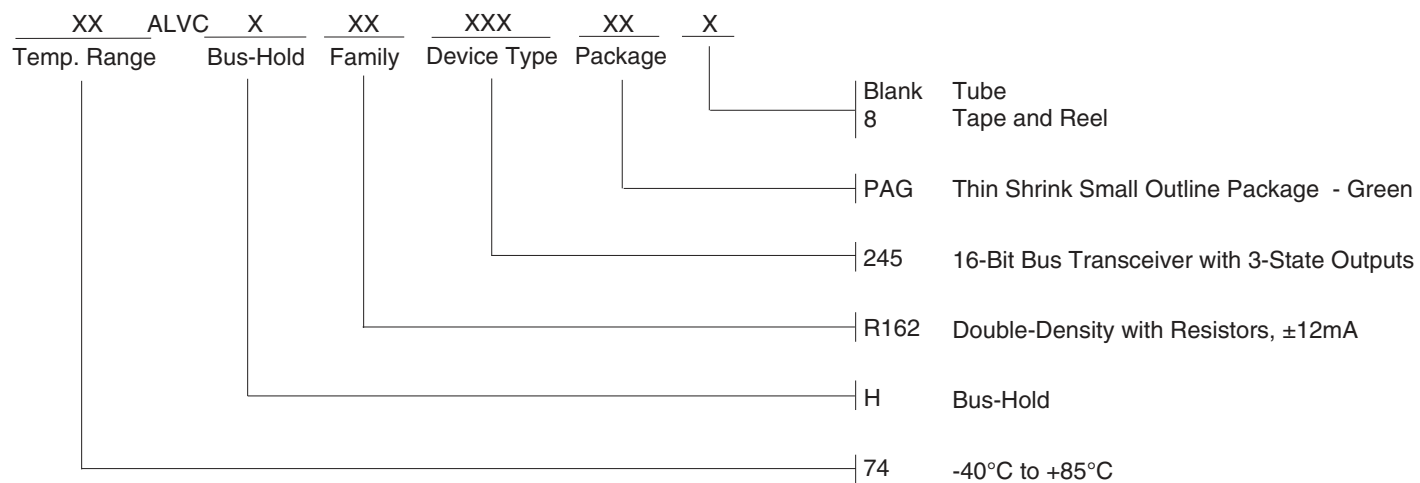 XX ALVC X XX XXX XX X
Temp. Range Bus-Hold Family Device Type Package
Blank Tube
8 Tape and Reel
PAG Thin Shrink Small Outline Package - Green
245 16-Bit Bus Transceiver with 3-State Outputs
R162 Double-Density with Resistors, ±12mA
H Bus-Hold
74 -40°C to +85°C